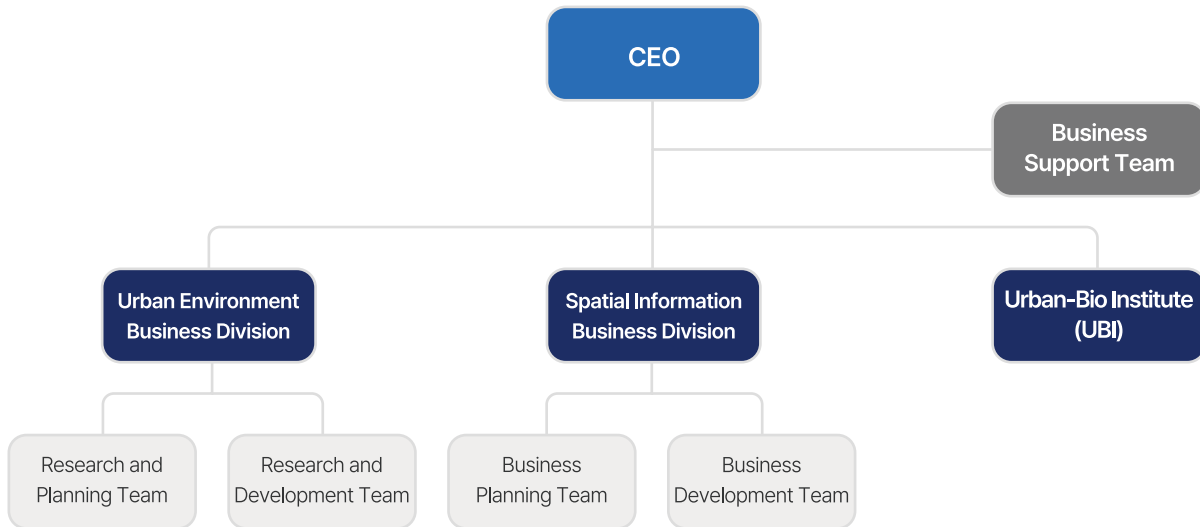 CEO
Business
Support Team
Urban Environment
Business Division
Spatial Information
Business Division
Urban-Bio Institute
(UBI)
Research and
Planning Team
Research and
Development Team
Business
Planning Team
Business
Development Team